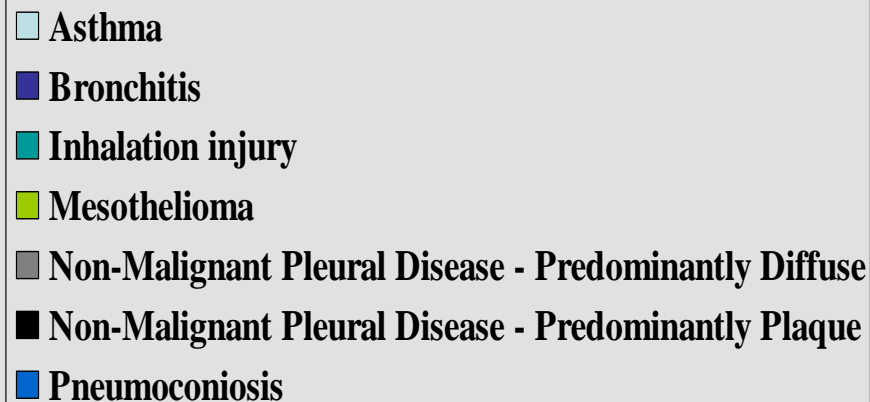 Asthma
Bronchitis
Inhalation injury
Mesothelioma
Non-Malignant Pleural Disease - Predominantly Diffuse
Non-Malignant Pleural Disease - Predominantly Plaque
Pneumoconiosis